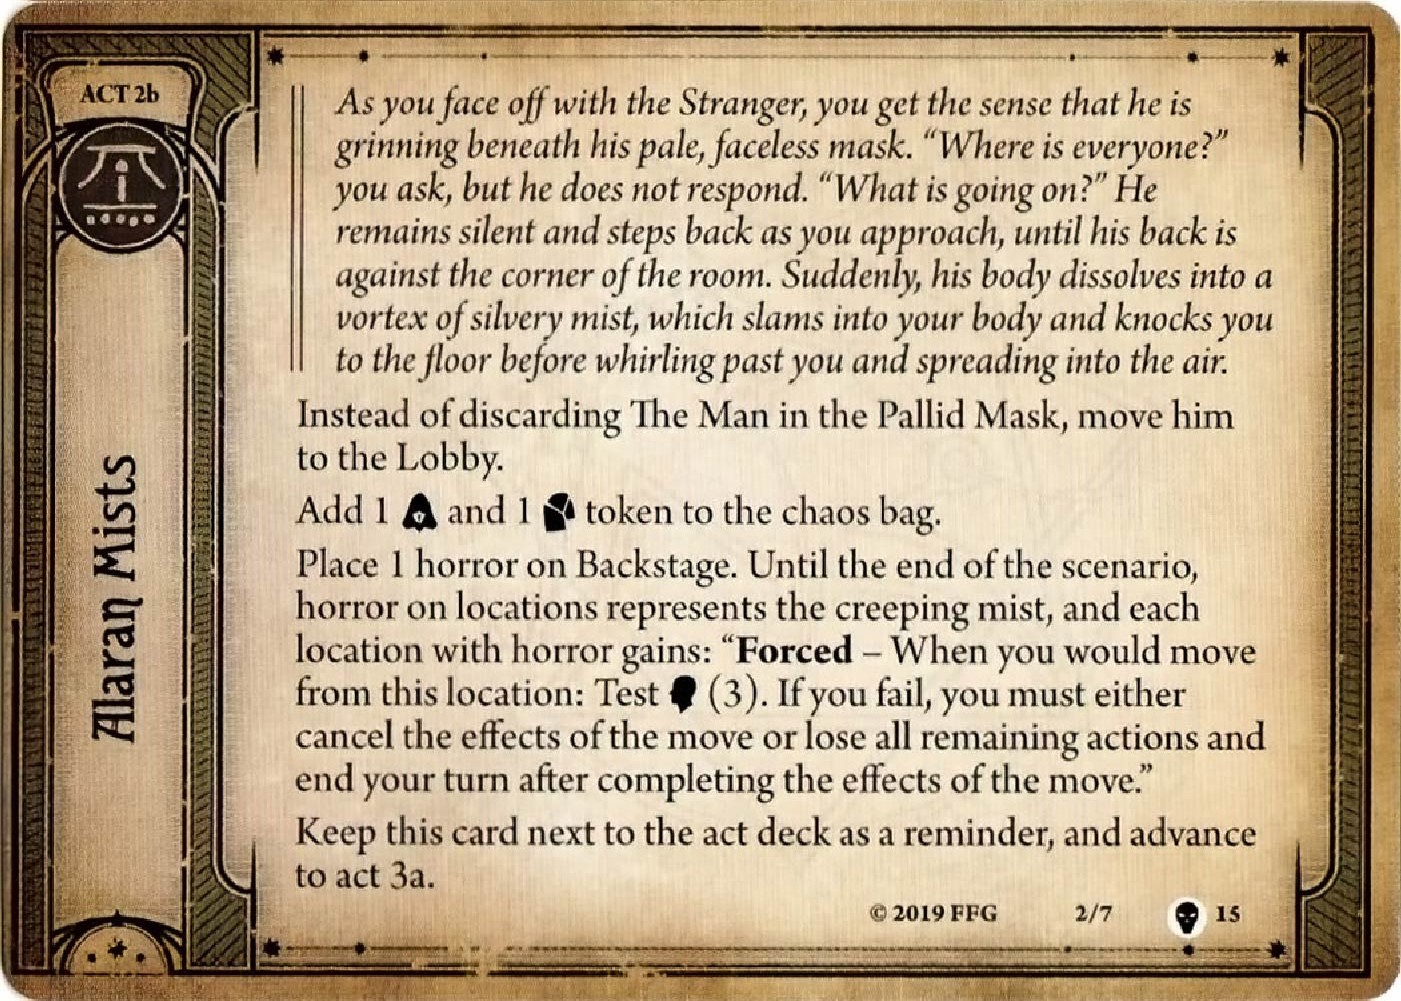 ACT 2b
Alaran Mists
As you face off with the Stranger, you get the sense that he is
grinning beneath his pale, faceless mask. “Where is everyone?”
you ask, but he does not respond. “What is going on?” He
remains silent and steps back as you approach, until his back is
against the corner of the room. Suddenly, his body dissolves into a
vortex of silvery mist, which slams into your body and knocks you
to the floor before whirling past you and spreading into the air.
Instead of discarding The Man in the Pallid Mask, move him
to the Lobby.
Add 1 and 1 token to the chaos bag.
Place 1 horror on Backstage. Until the end of the scenario,
horror on locations represents the creeping mist, and each
location with horror gains: “Forced – When you would move
from this location: Test (3). If you fail, you must either
cancel the effects of the move or lose all remaining actions and
end your turn after completing the effects of the move.”
Keep this card next to the act deck as a reminder, and advance
to act 3a.
© 2019 FFG 2/7 15